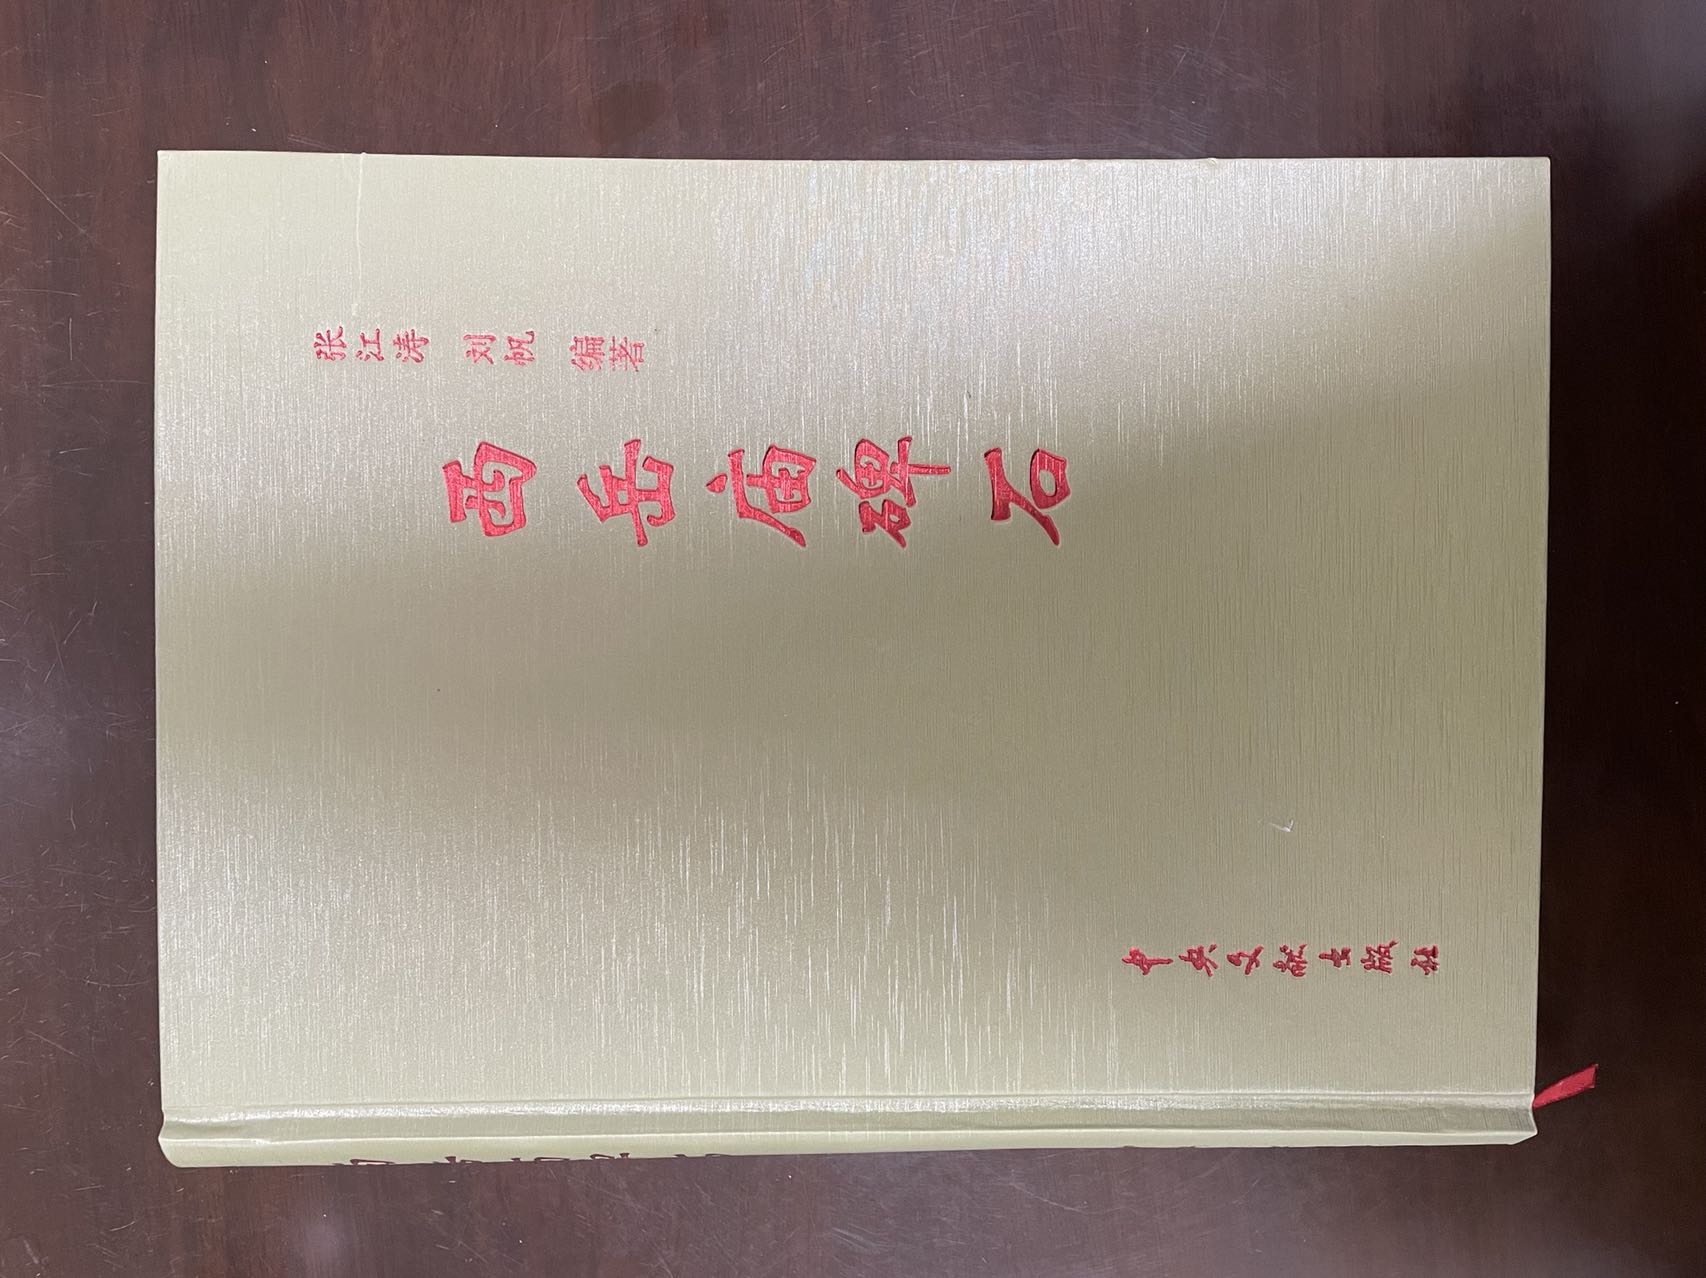 张江涛 刘帆 编著
西岳庙碑石
中央文献出版社